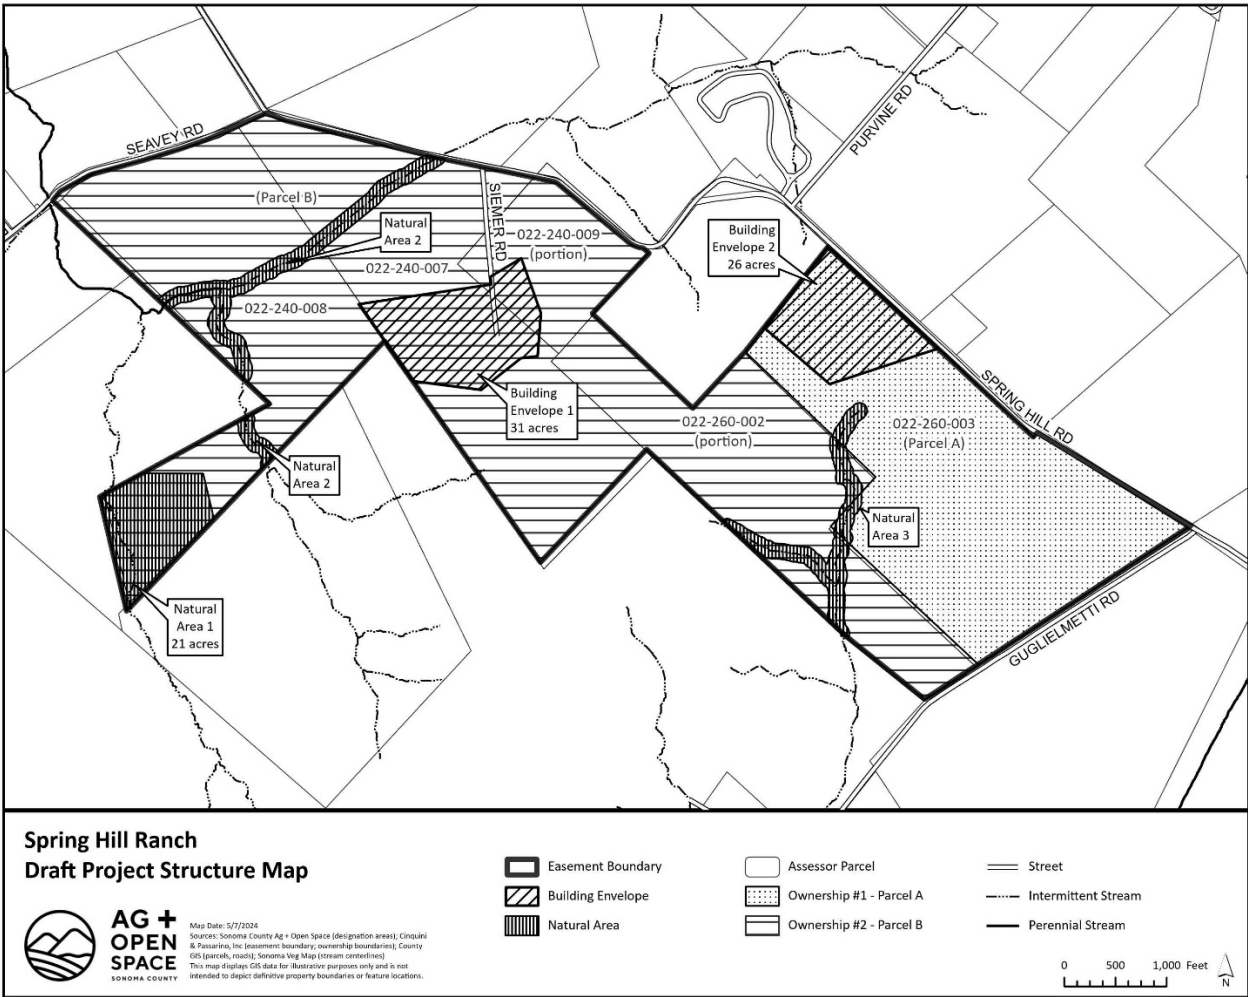 SEAVEY RD
PURVINE RD
(Parcel B)
Natural
Area 2
SIEMER RD
022-240-009
(portion)
Building
Envelope 2
26 acres
022-240-007
022-240-008
Building
Envelope 1
31 acres
SPRING HILL RD
022-260-002
(portion)
022-260-003
(Parcel A)
Natural
Area 2
Natural
Area 3
Natural
Area 1
21 acres
GUGLIELMETTI RD
Spring Hill Ranch
Draft Project Structure Map
AG +
OPEN
SPACE
SONOMA COUNTY
Map Date: 5/7/2024
Sources: Sonoma County Ag + Open Space (designation areas); Cinquini
& Passarino, Inc (easement boundary; ownership boundaries); County
GIS (parcels, roads); Sonoma Veg Map (stream centerlines)
This map displays GIS data for illustrative purposes only and is not
intended to depict definitive property boundaries or feature locations.
Easement Boundary
Building Envelope
Natural Area
Assessor Parcel
Ownership #1 - Parcel A
Ownership #2 - Parcel B
Street
Intermittent Stream
Perennial Stream
0 500 1,000 Feet
N